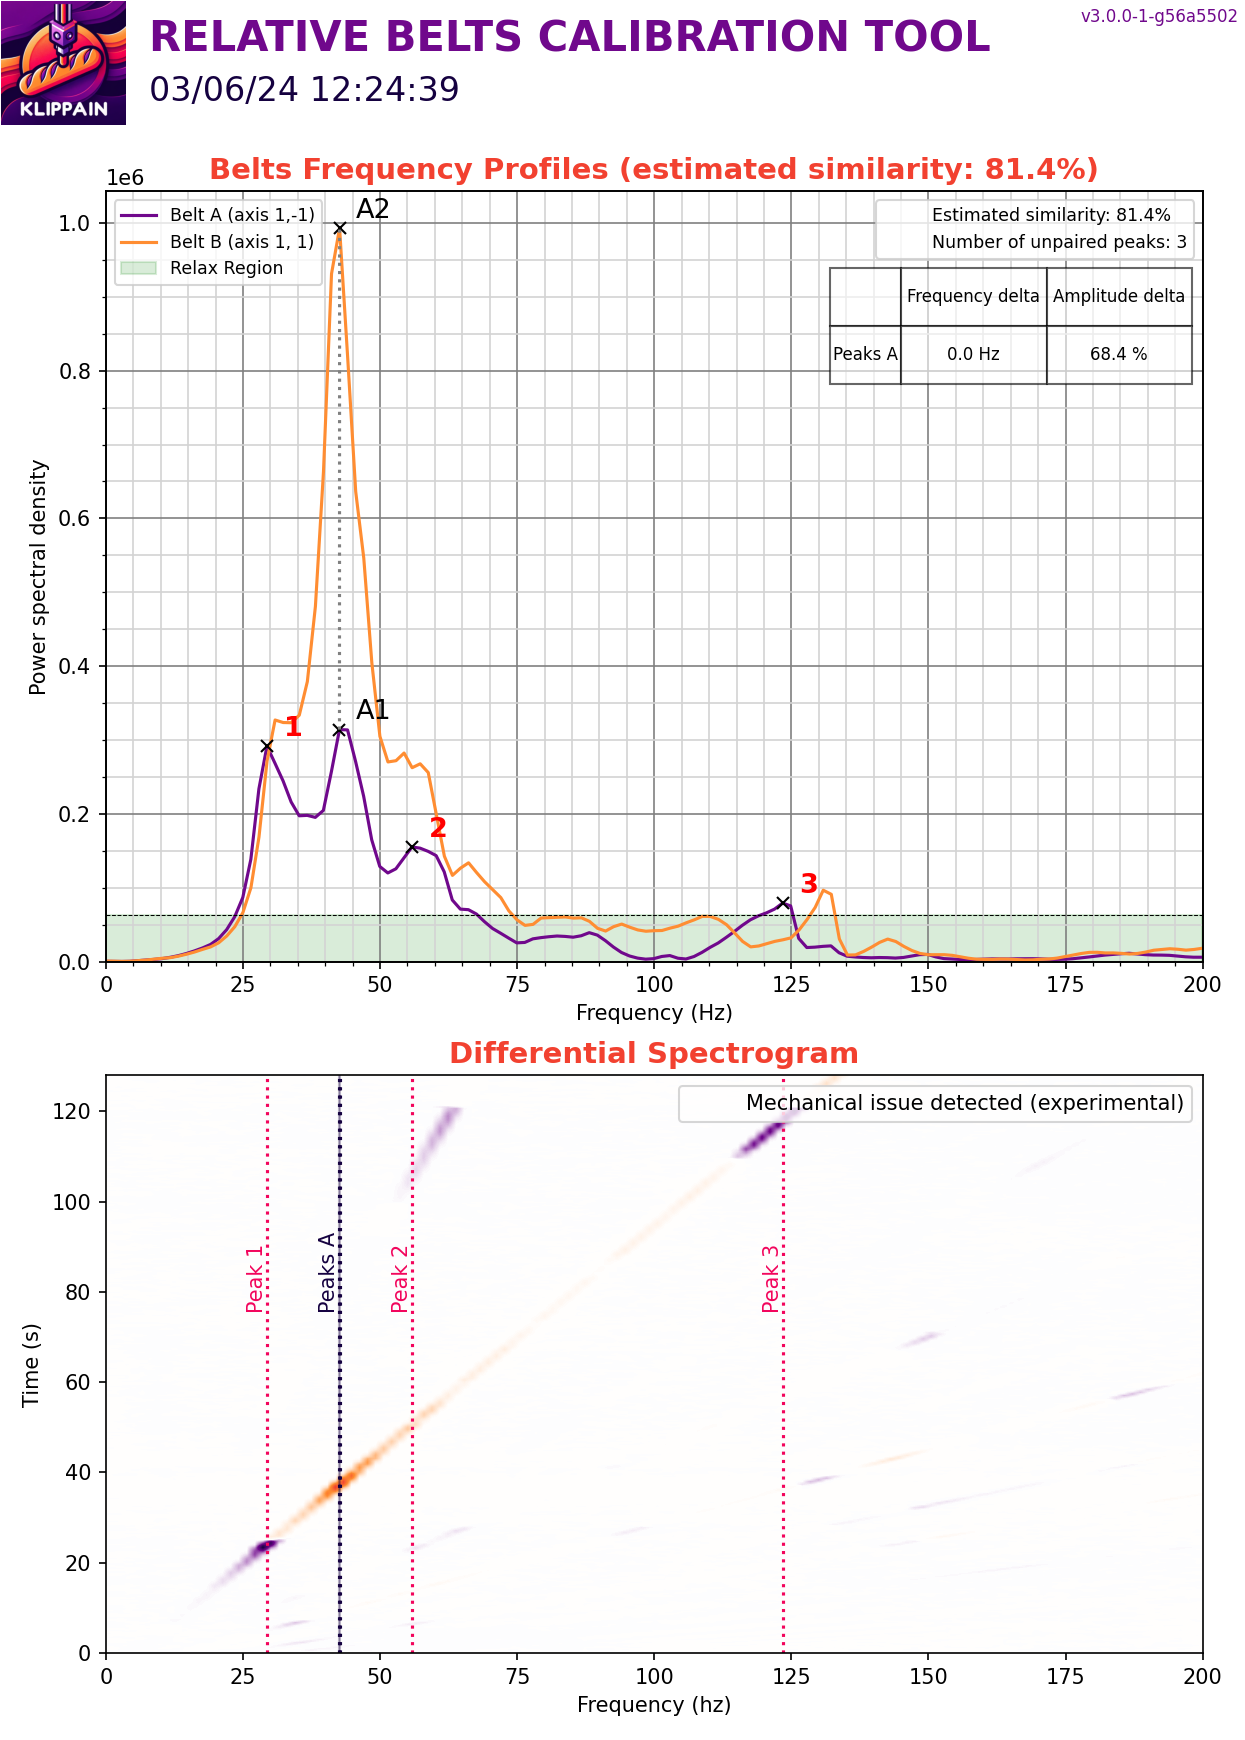 KLIPPAIN
RELATIVE BELTS CALIBRATION TOOL
v3.0.0-1-g56a5502
03/06/24 12:24:39
Belts Frequency Profiles (estimated similarity: 81.4%)
1e6
Belt A (axis 1,-1)
Belt B (axis 1, 1)
Relax Region
A2
Estimated similarity: 81.4%
Number of unpaired peaks: 3
Frequency delta Amplitude delta
Peaks A 0.0 Hz 68.4 %
1.0
0.8
0.6
0.4
0.2
0.0
Power spectral density
A1
1
2
3
0 25 50 75 100 125 150 175 200
Frequency (Hz)
Differential Spectrogram
Mechanical issue detected (experimental)
120
100
80
60
40
20
0
Time (s)
Peak 1
Peaks A
Peak 2
Peak 3
0 25 50 75 100 125 150 175 200
Frequency (hz)